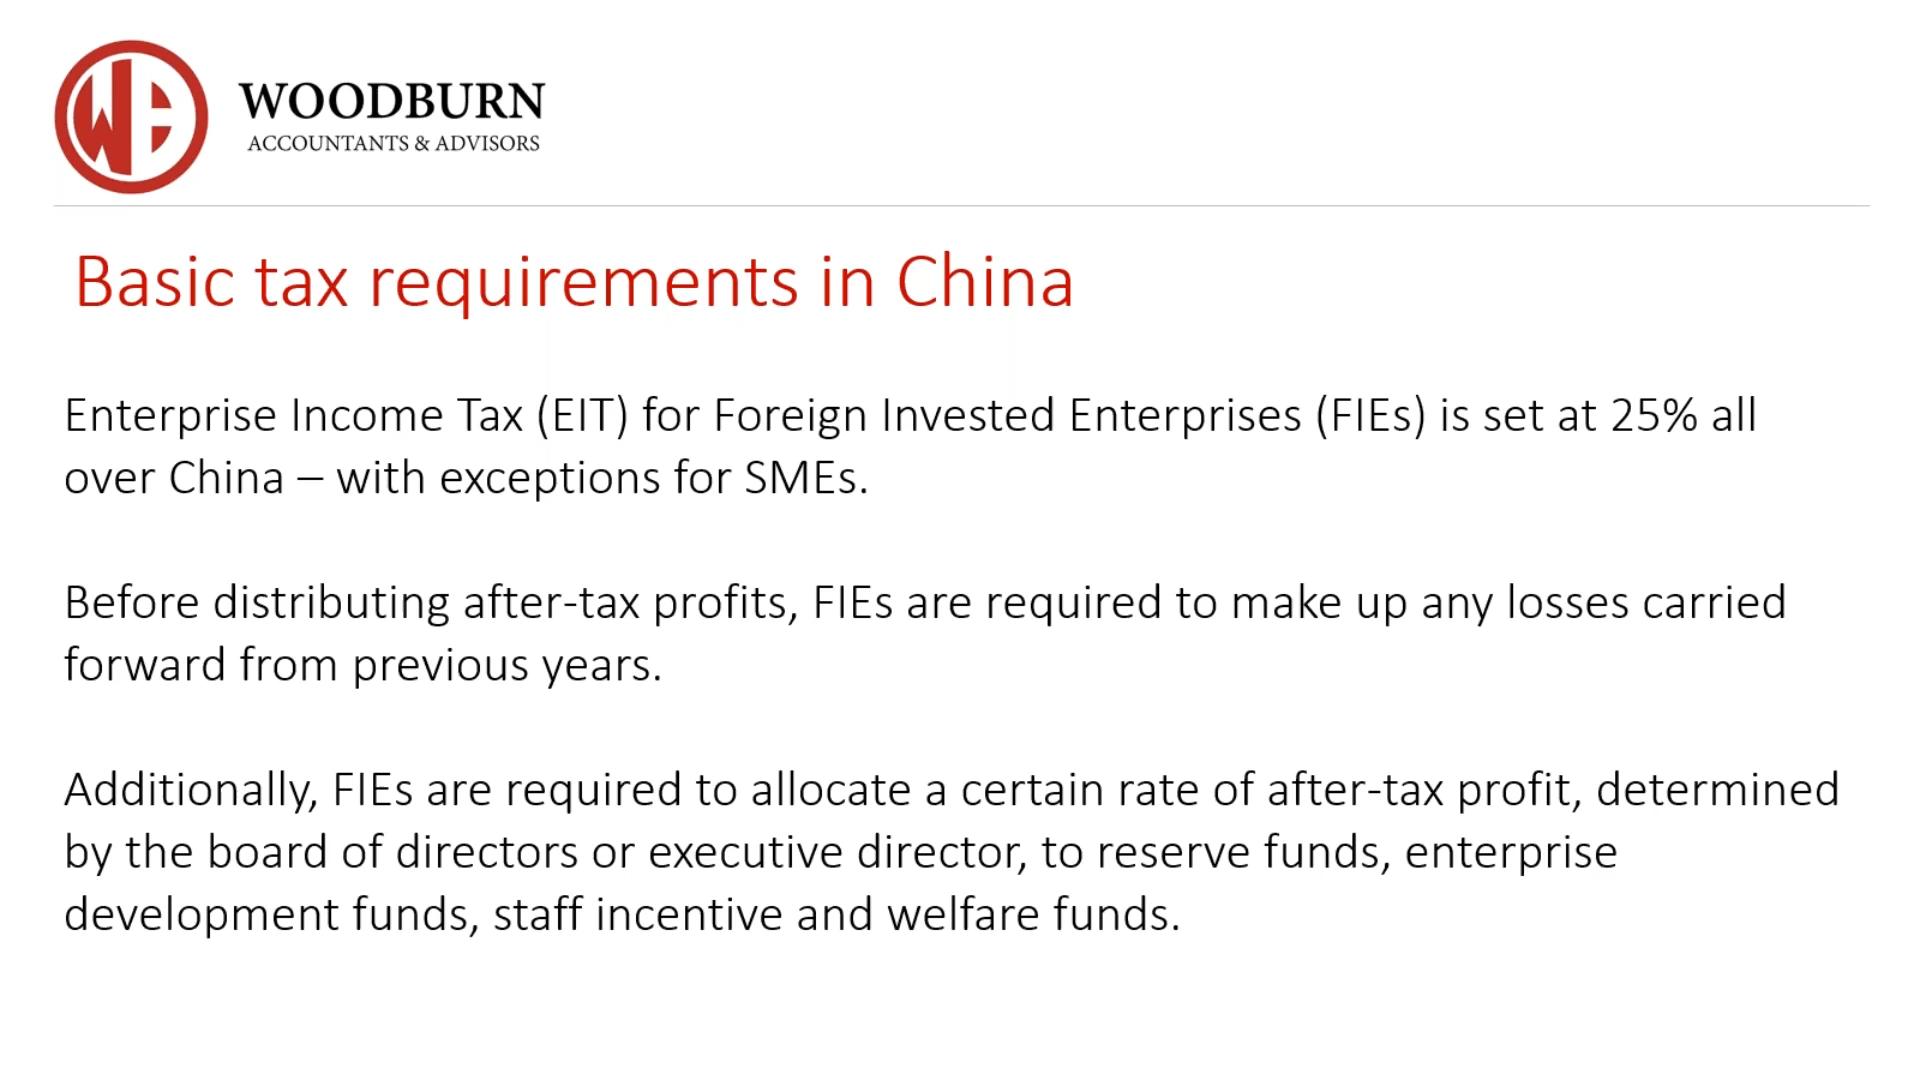 WOODBURN
ACCOUNTANTS & ADVISORS
Basic tax requirements in China
Enterprise Income Tax (EIT) for Foreign Invested Enterprises (FIEs) is set at 25% all
over China – with exceptions for SMEs.
Before distributing after-tax profits, FIEs are required to make up any losses carried
forward from previous years.
Additionally, FIEs are required to allocate a certain rate of after-tax profit, determined
by the board of directors or executive director, to reserve funds, enterprise
development funds, staff incentive and welfare funds.